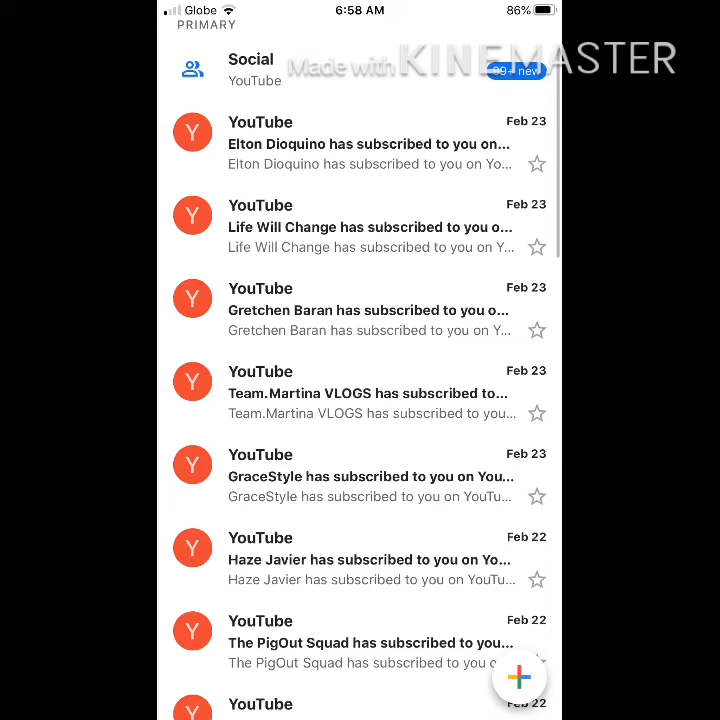 Globe 6:58 AM 86%
PRIMARY
Social
YouTube
99+ new
Made with KINEMASTER
Y
YouTube Feb 23
Elton Dioquino has subscribed to you on...
Elton Dioquino has subscribed to you on Yo...
Y
YouTube Feb 23
Life Will Change has subscribed to you o...
Life Will Change has subscribed to you on Y...
Y
YouTube Feb 23
Gretchen Baran has subscribed to you o...
Gretchen Baran has subscribed to you on Y...
Y
YouTube Feb 23
Team.Martina VLOGS has subscribed to...
Team.Martina VLOGS has subscribed to you...
Y
YouTube Feb 23
GraceStyle has subscribed to you on You...
GraceStyle has subscribed to you on YouTu...
Y
YouTube Feb 22
Haze Javier has subscribed to you on Yo...
Haze Javier has subscribed to you on YouTu...
Y
YouTube Feb 22
The PigOut Squad has subscribed to you...
The PigOut Squad has subscribed to you o
Y
YouTube Feb 22